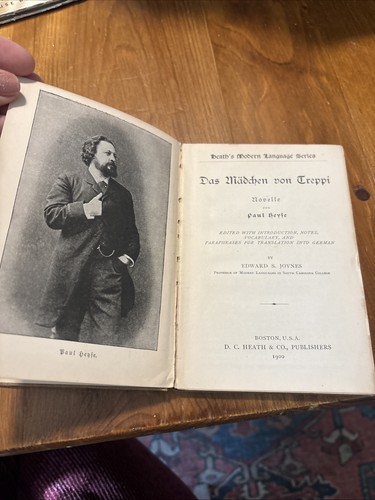 Paul Heyse.
Heath's Modern Language Series
Das Mädchen von Treppi
Novelle
von
Paul Heyse
EDITED WITH INTRODUCTION, NOTES,
VOCABULARY, AND
PARAPHRASES FOR TRANSLATION INTO GERMAN
BY
EDWARD S. JOYNES
PROFESSOR OF MODERN LANGUAGES IN SOUTH CAROLINA COLLEGE
BOSTON, U.S.A.
D. C. HEATH & CO., PUBLISHERS
1900